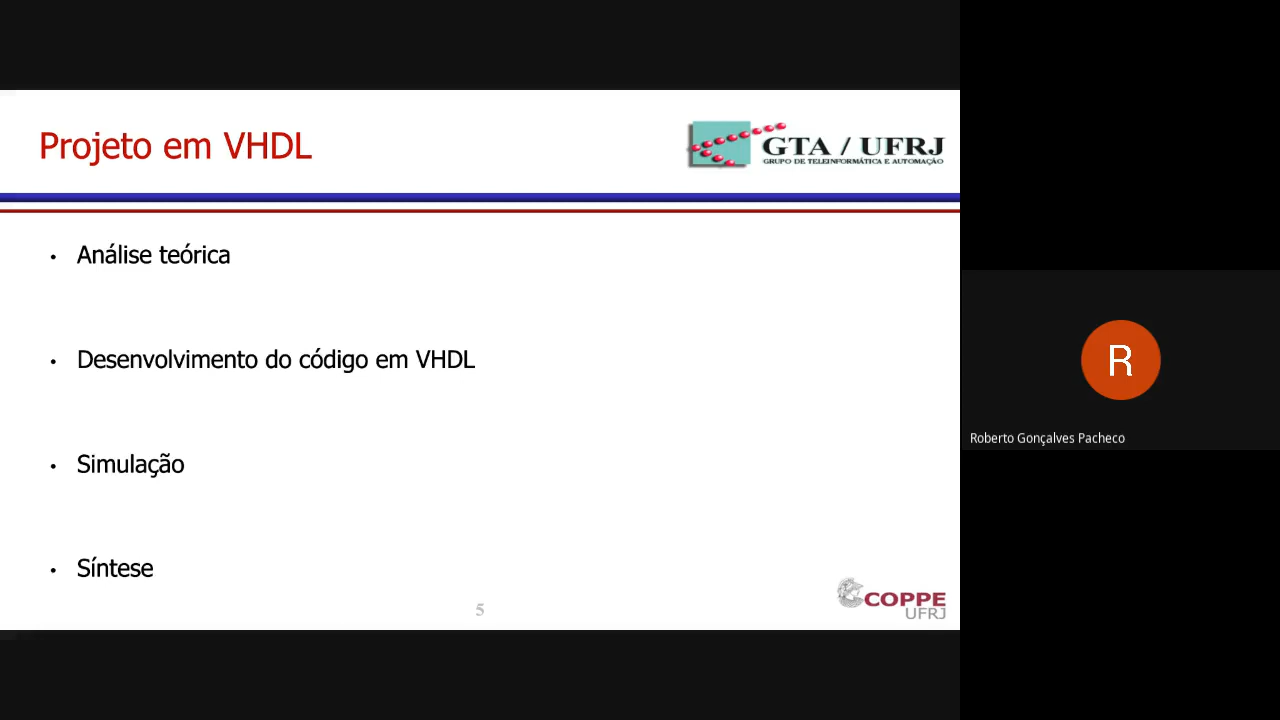 Projeto em VHDL
GTA / UFRJ
GRUPO DE TELEINFORMÁTICA E AUTOMAÇÃO
• Análise teórica
• Desenvolvimento do código em VHDL
• Simulação
• Síntese
5
COPPE
UFRJ
R
Roberto Gonçalves Pacheco